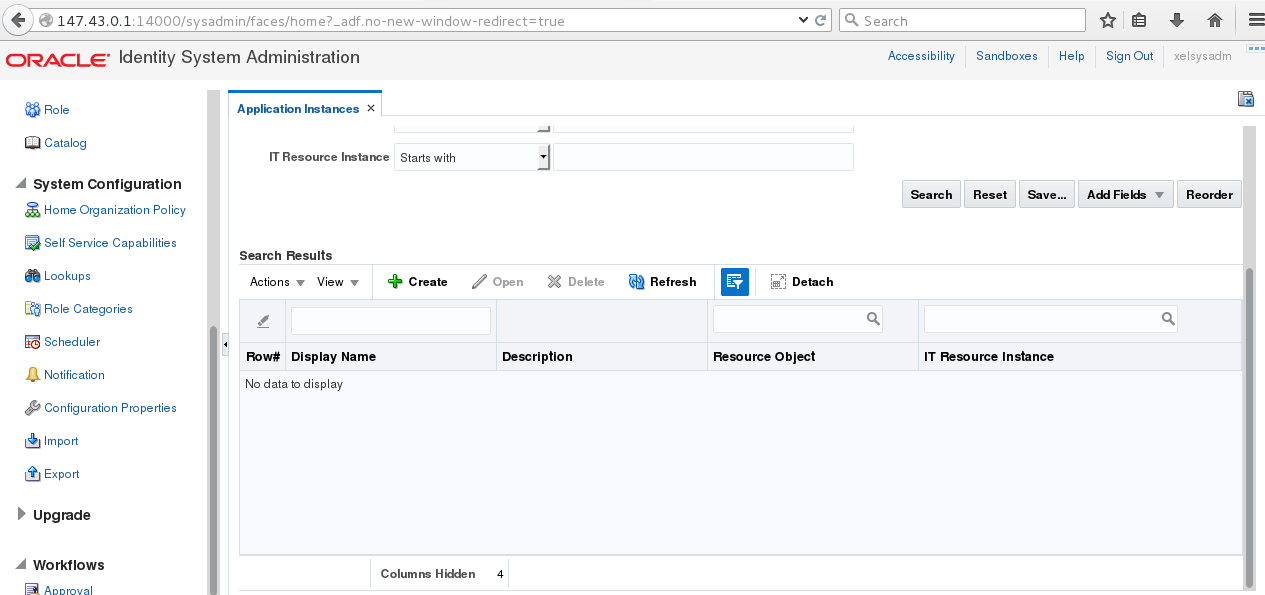 147.43.0.1:14000/sysadmin/faces/home?_adf.no-new-window-redirect=true
Search
ORACLE Identity System Administration
Accessibility Sandboxes Help Sign Out xelsysadm
Role
Catalog
System Configuration
Home Organization Policy
Self Service Capabilities
Lookups
Role Categories
Scheduler
Notification
Configuration Properties
Import
Export
Upgrade
Workflows
Approval
Application Instances ×
IT Resource Instance Starts with
Search Reset Save... Add Fields Reorder
Search Results
Actions View Create Open Delete Refresh Detach
Row# Display Name Description Resource Object IT Resource Instance
No data to display
Columns Hidden 4